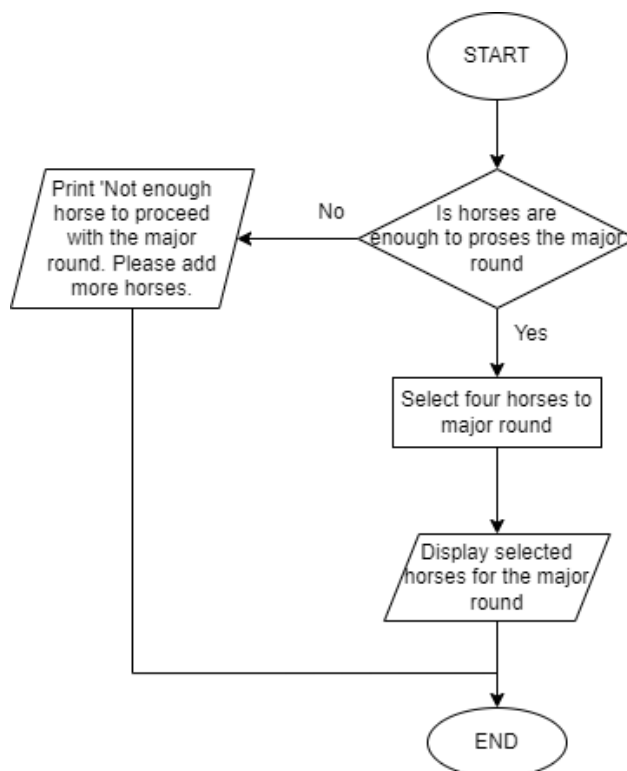 START
Is horses are
enough to proses the major
round
No
Print 'Not enough
horse to proceed
with the major
round. Please add
more horses.
Yes
Select four horses to
major round
Display selected
horses for the major
round
END